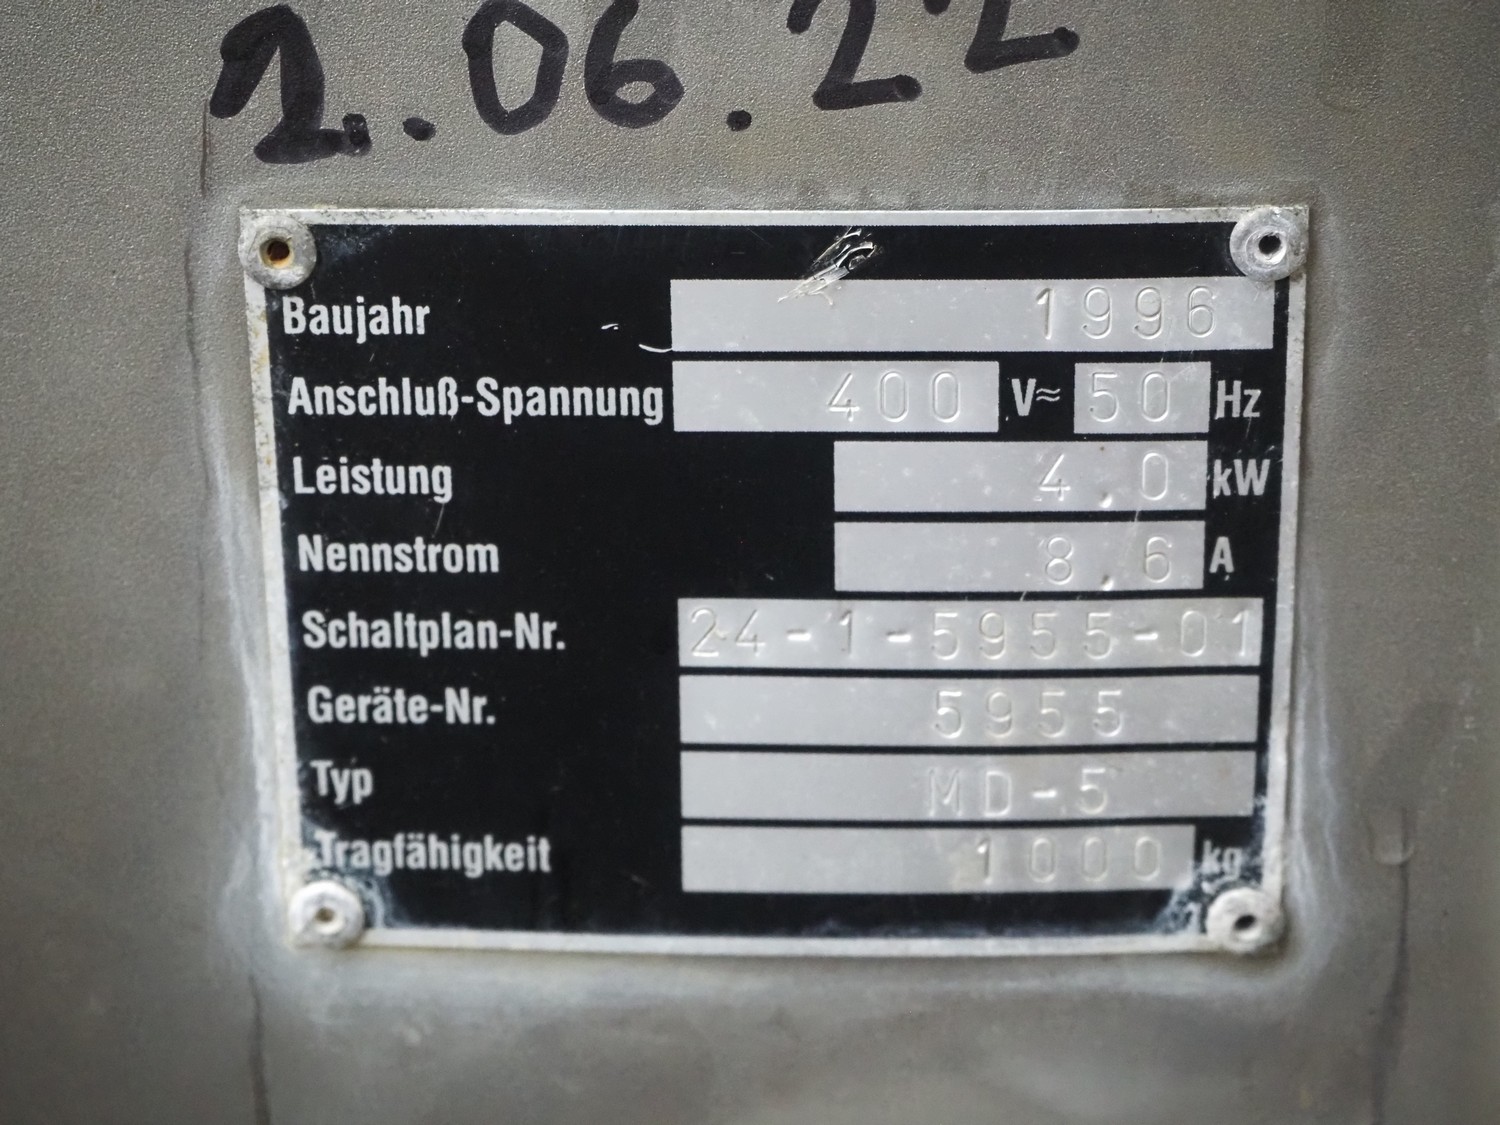 2.06.22
Baujahr 1996
Anschluß-Spannung 400 V≈ 50 Hz
Leistung 4,0 kW
Nennstrom 8,6 A
Schaltplan-Nr. 24-1-5955-01
Geräte-Nr. 5955
Typ MD-5
Tragfähigkeit 1000 kg